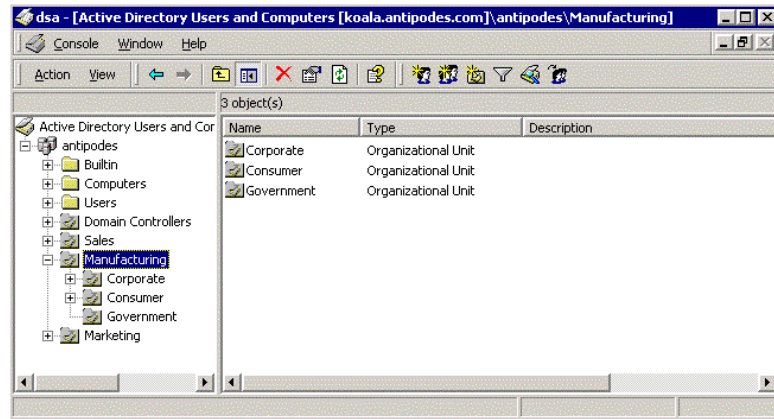 dsa - [Active Directory Users and Computers [koala.antipodes.com]\antipodes\Manufacturing]
Console Window Help
Action View
3 object(s)
Active Directory Users and Cor
antipodes
Builtin
Computers
Users
Domain Controllers
Sales
Manufacturing
Corporate
Consumer
Government
Marketing
Name Type Description
Corporate Organizational Unit
Consumer Organizational Unit
Government Organizational Unit